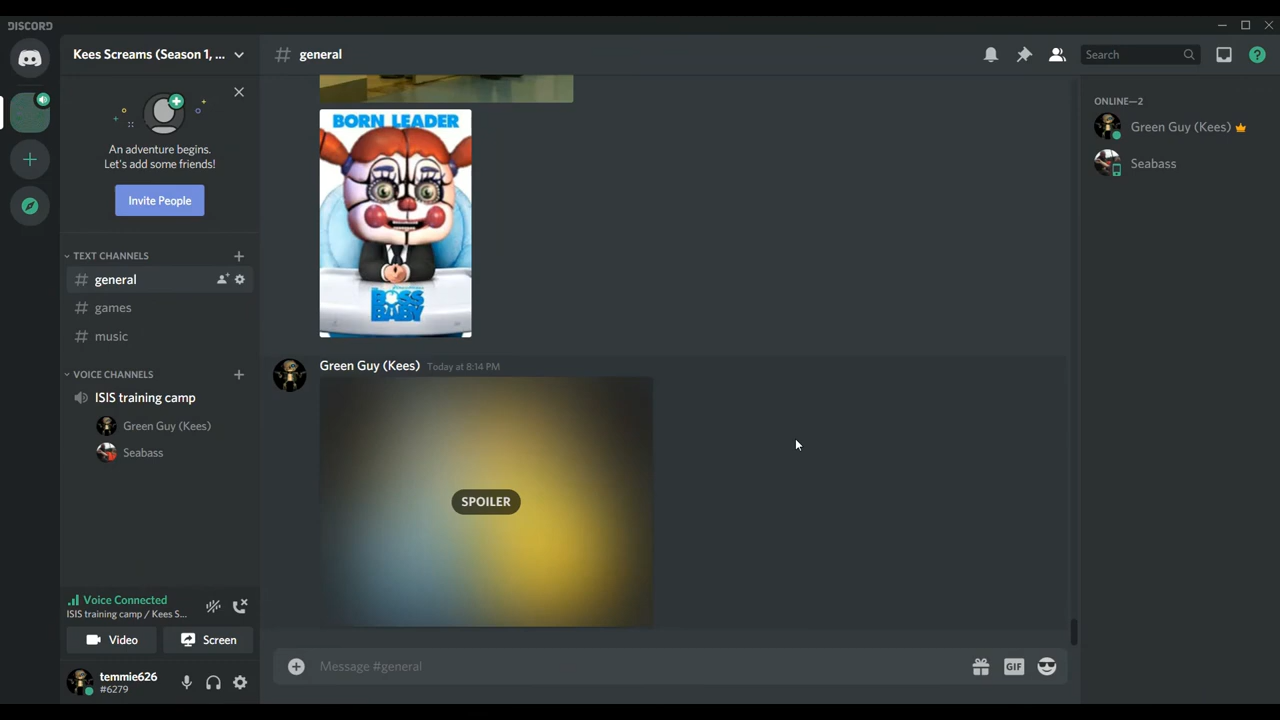 DISCORD
Kees Screams (Season 1, ...
general
Search
An adventure begins.
Let's add some friends!
Invite People
TEXT CHANNELS
general
games
music
VOICE CHANNELS
ISIS training camp
Green Guy (Kees)
Seabass
Voice Connected
ISIS training camp / Kees S...
Video
Screen
temmie626
#6279
BORN LEADER
BOSS
BABY
Green Guy (Kees) Today at 8:14 PM
SPOILER
Message #general
GIF
ONLINE—2
Green Guy (Kees)
Seabass